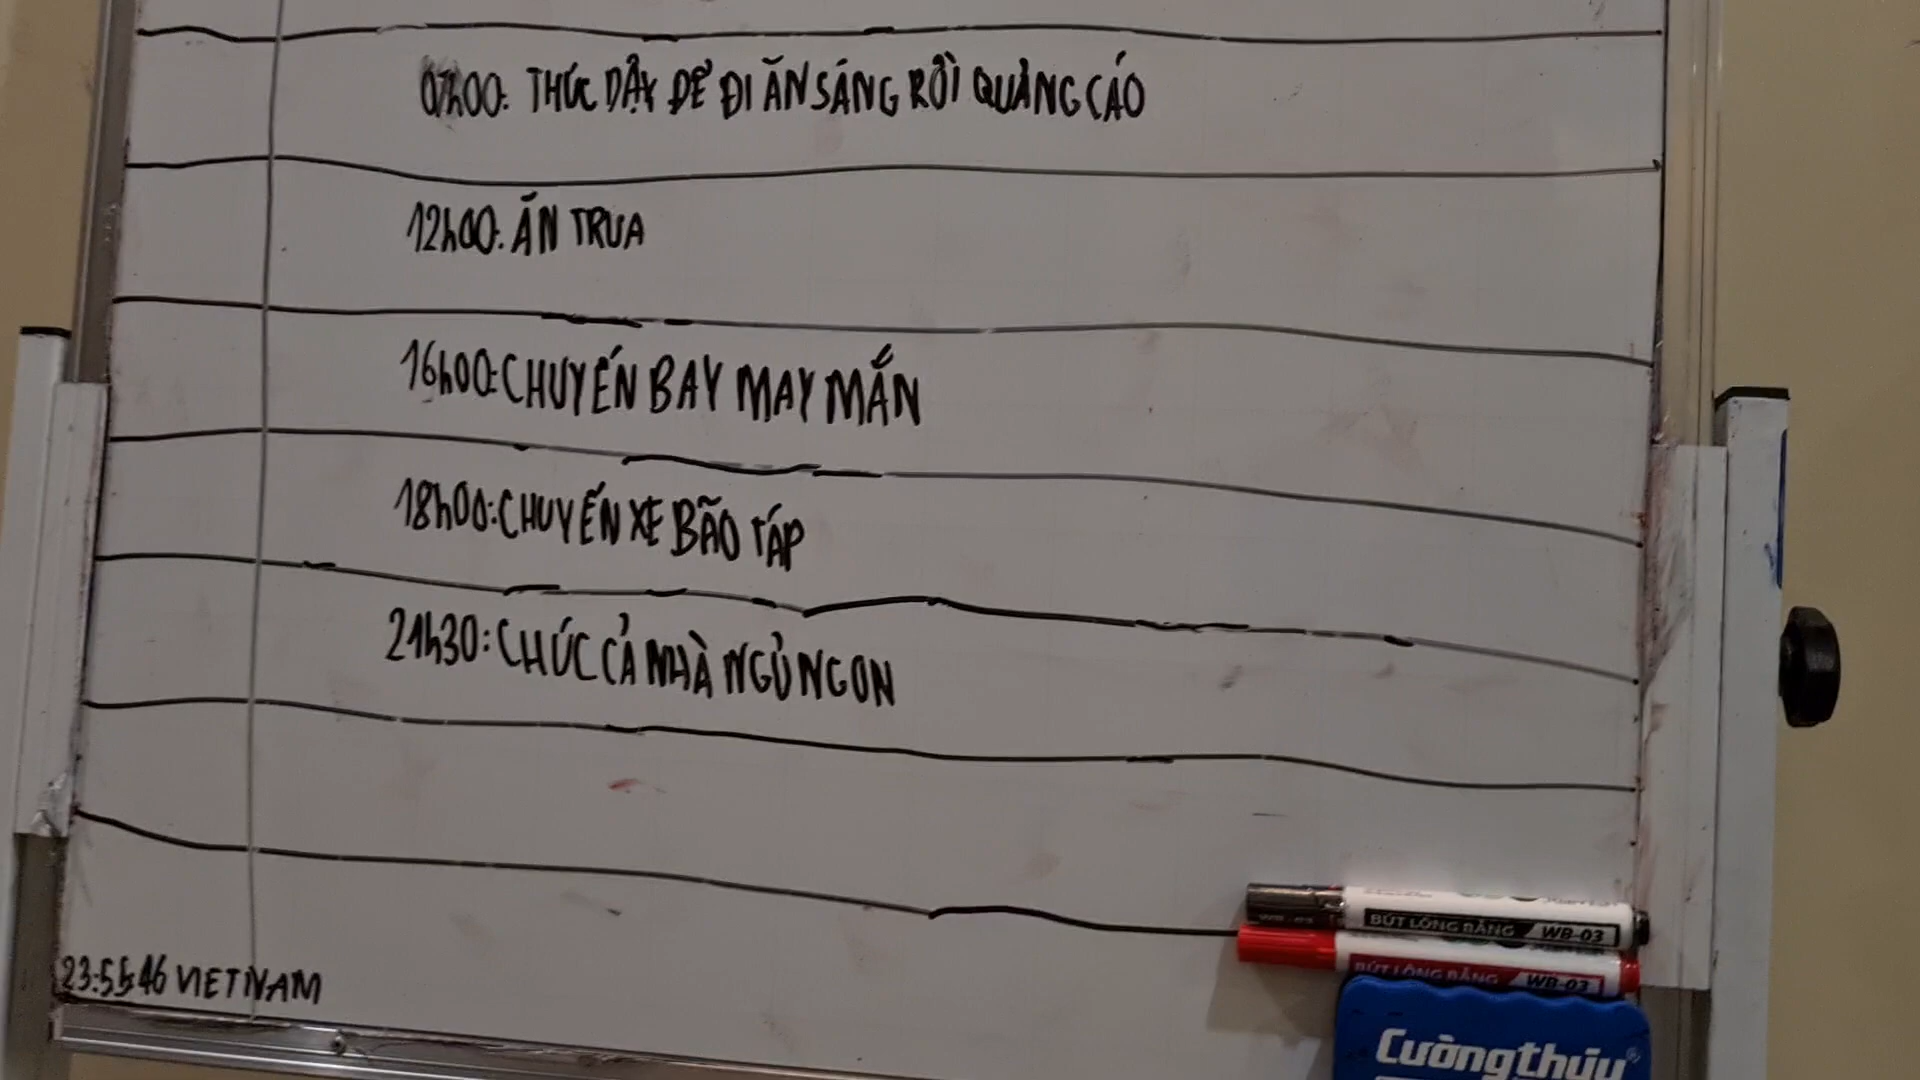 07h00: THỨC DẬY ĐỂ ĐI ĂN SÁNG RỒI QUẢNG CÁO
12h00: ĂN TRƯA
16h00: CHUYẾN BAY MAY MẮN
18h00: CHUYẾN XE BÃO TÁP
21h30: CHÚC CẢ NHÀ NGỦ NGON
BÚT LÔNG BẢNG WB-03
BÚT LÔNG BẢNG WB-03
23:55:46 VIETNAM
Cườngthúy